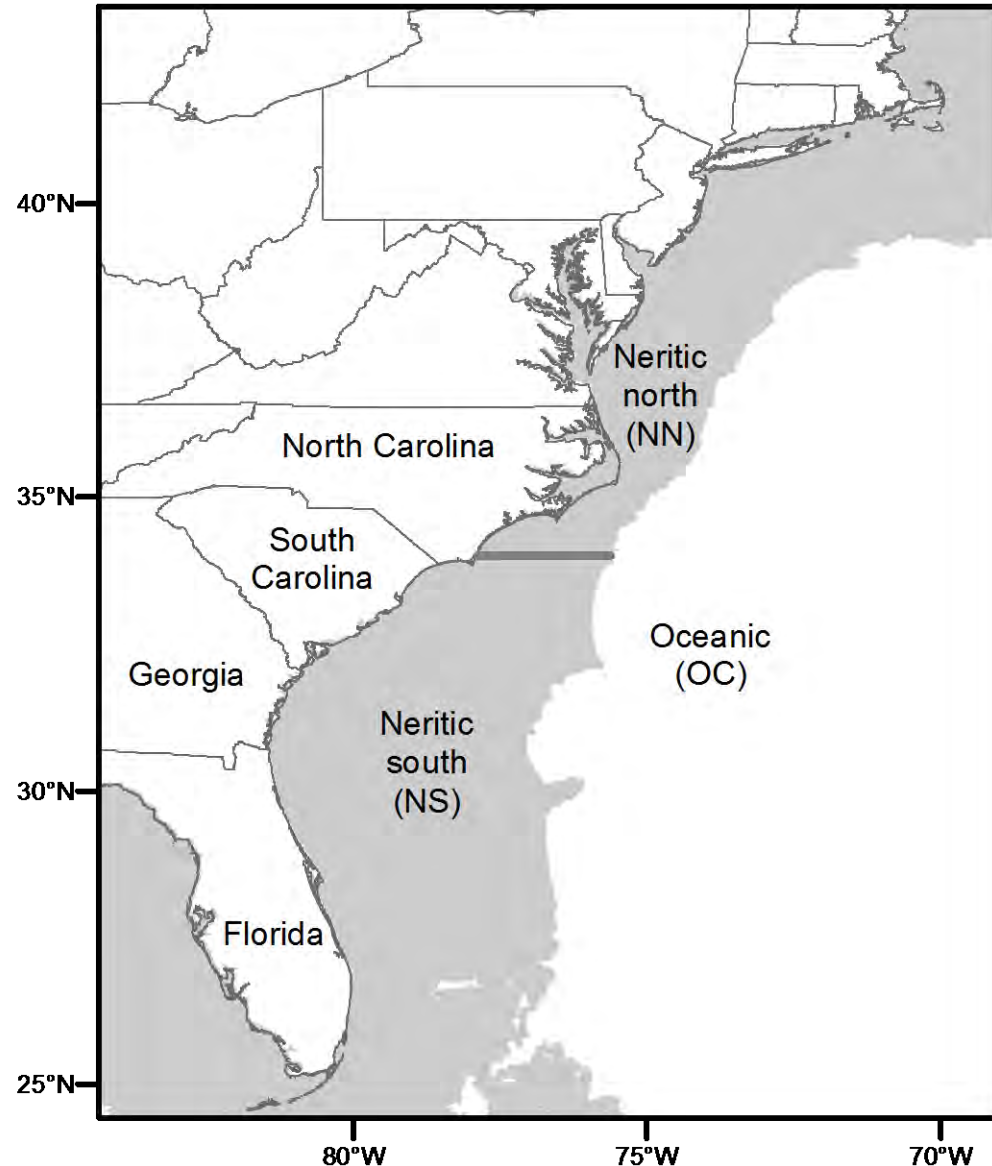 40°N
Neritic
north
(NN)
North Carolina
35°N
South
Carolina
Oceanic
(OC)
Georgia
Neritic
south
(NS)
30°N
Florida
25°N
80°W
75°W
70°W